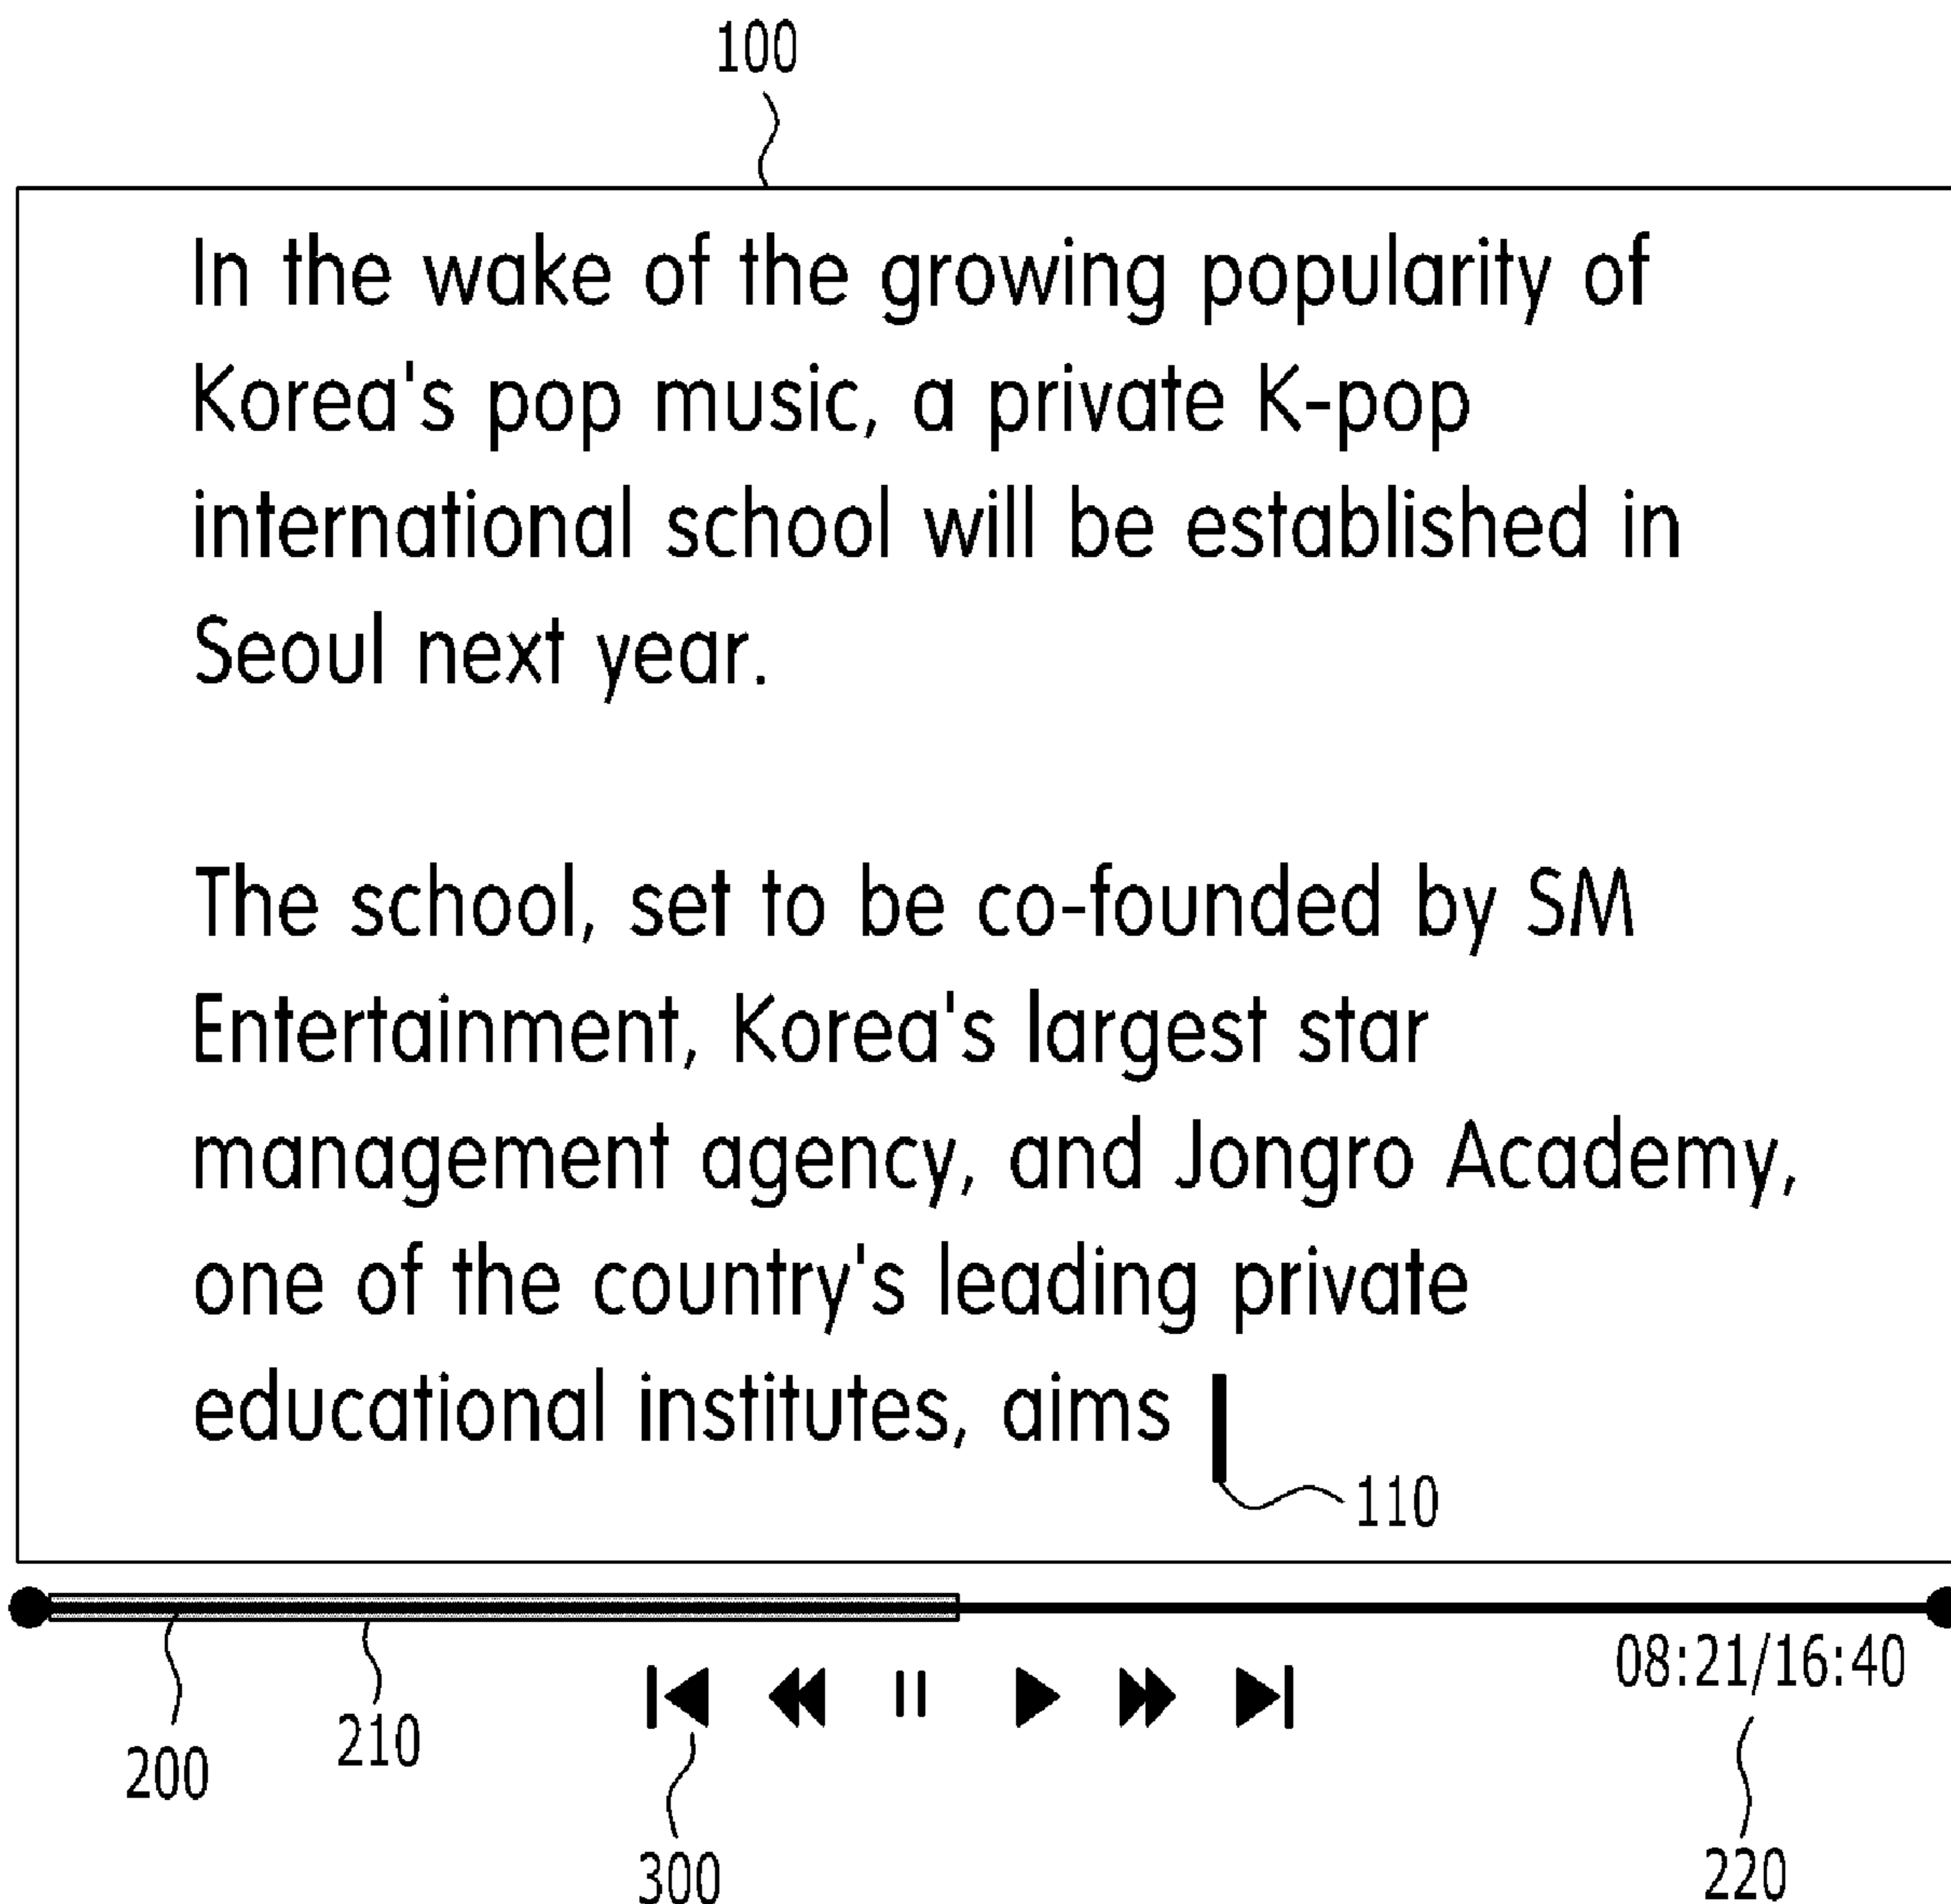 100
In the wake of the growing popularity of
Korea's pop music, a private K-pop
international school will be established in
Seoul next year.
The school, set to be co-founded by SM
Entertainment, Korea's largest star
management agency, and Jongro Academy,
one of the country's leading private
educational institutes, aims
110
08:21/16:40
200
210
300
220